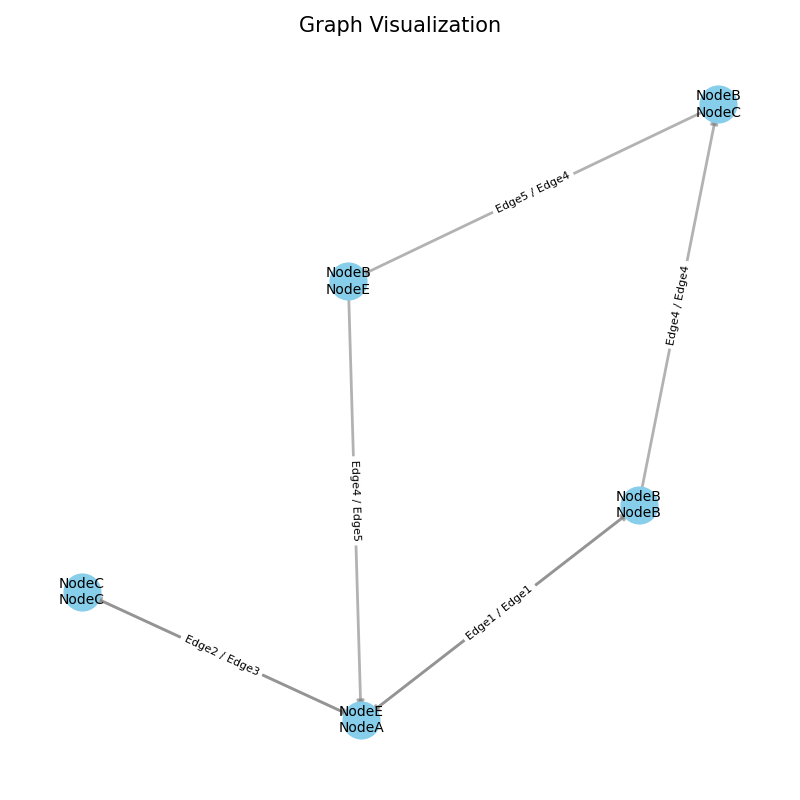 Graph Visualization
NodeB
NodeC
Edge5 / Edge4
NodeB
NodeE
Edge4 / Edge4
Edge4 / Edge5
NodeB
NodeB
NodeC
NodeC
Edge1 / Edge1
Edge2 / Edge3
NodeE
NodeA